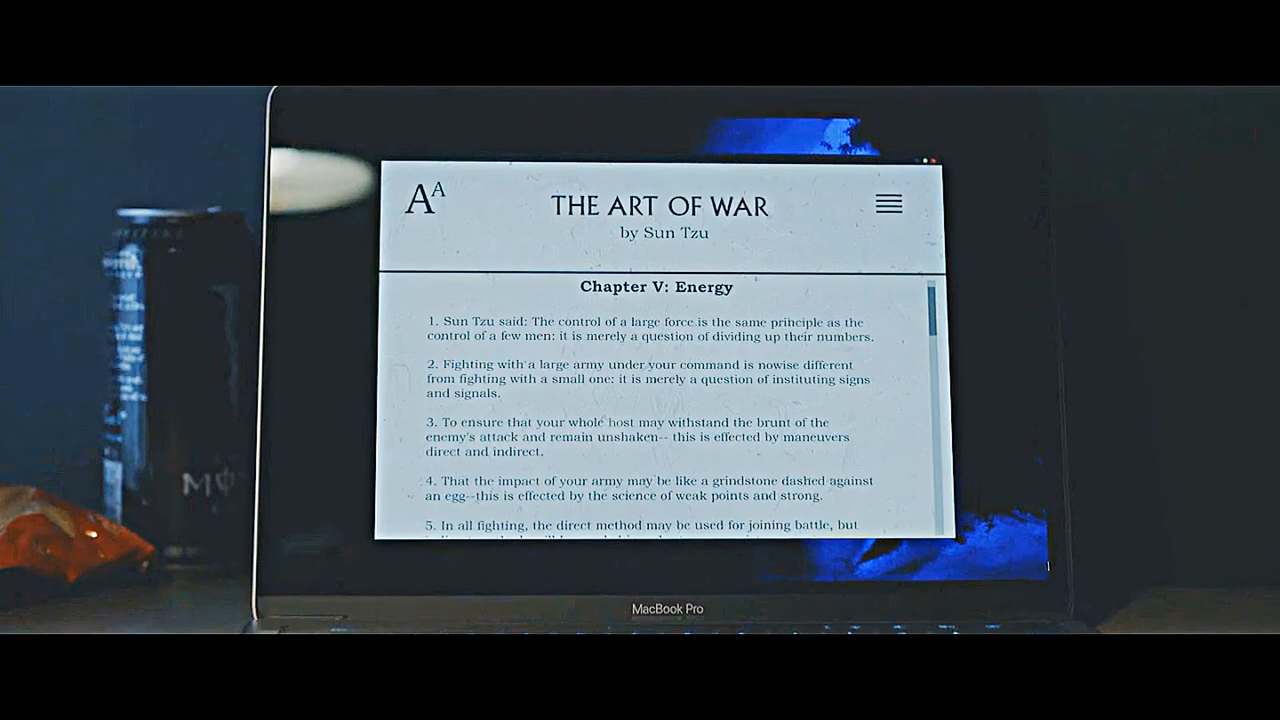 AA
THE ART OF WAR
by Sun Tzu
Chapter V: Energy
1. Sun Tzu said: The control of a large force is the same principle as the
control of a few men: it is merely a question of dividing up their numbers.
2. Fighting with a large army under your command is nowise different
from fighting with a small one: it is merely a question of instituting signs
and signals.
3. To ensure that your whole host may withstand the brunt of the
enemy's attack and remain unshaken-- this is effected by maneuvers
direct and indirect.
4. That the impact of your army may be like a grindstone dashed against
an egg--this is effected by the science of weak points and strong.
5. In all fighting, the direct method may be used for joining battle, but
MacBook Pro